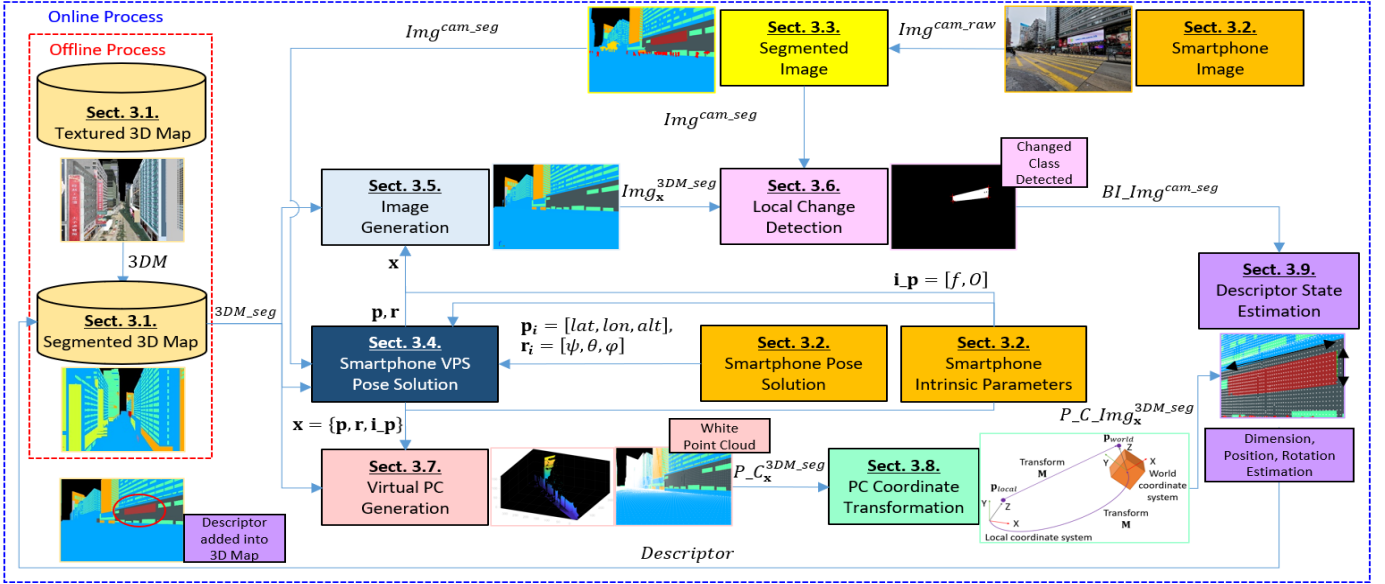 Online Process
Offline Process
Sect. 3.1.
Textured 3D Map
3DM
Sect. 3.1.
Segmented 3D Map
3DM_seg
Descriptor
added into
3D Map
Img^{cam_seg}
Sect. 3.3.
Segmented
Image
Img^{cam_raw}
Sect. 3.2.
Smartphone
Image
Img^{cam_seg}
Sect. 3.5.
Image
Generation
Img_x^{3DM_seg}
Sect. 3.6.
Local Change
Detection
Changed
Class
Detected
BI_Img^{cam_seg}
x
p, r
i_p = [f, O]
Sect. 3.4.
Smartphone VPS
Pose Solution
p_i = [lat, lon, alt],
r_i = [ψ, θ, φ]
Sect. 3.2.
Smartphone Pose
Solution
Sect. 3.2.
Smartphone
Intrinsic Parameters
Sect. 3.9.
Descriptor State
Estimation
Dimension,
Position, Rotation
Estimation
x = {p, r, i_p}
Sect. 3.7.
Virtual PC
Generation
White
Point Cloud
P_C_x^{3DM_seg}
Sect. 3.8.
PC Coordinate
Transformation
P_C_Img_x^{3DM_seg}
p_world
Z
Y
X
World
coordinate
system
Transform
M
p_local
Y
Z
X
Transform
M
Local coordinate system
Descriptor